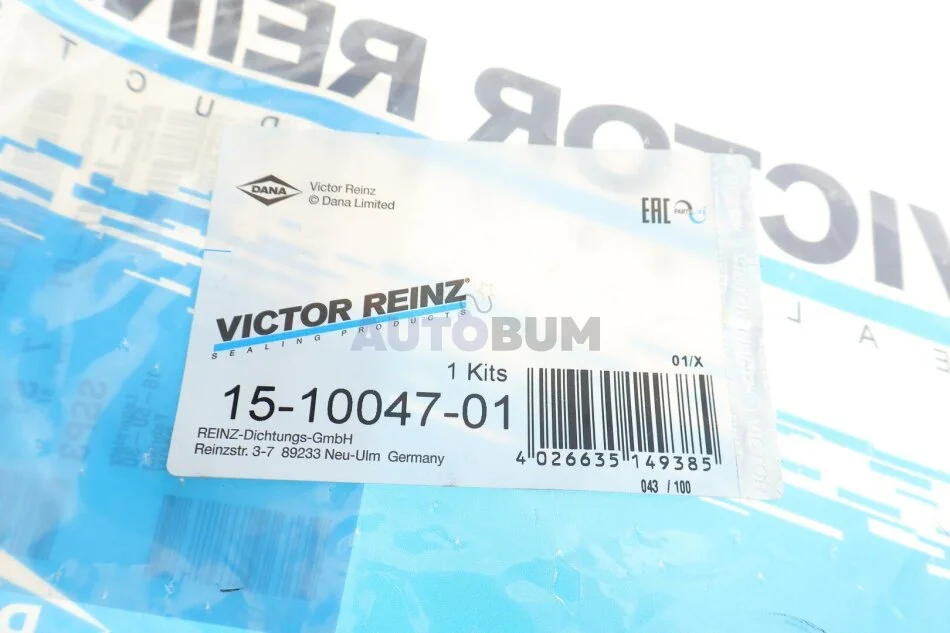 VICTOR REINZ
DANA
Victor Reinz
© Dana Limited
EAC
VICTOR REINZ®
SEALING PRODUCTS
AUTOBUM
1 Kits
01/X
15-10047-01
REINZ-Dichtungs-GmbH
Reinzstr. 3-7 89233 Neu-Ulm Germany
4 026635 149385
043 / 100